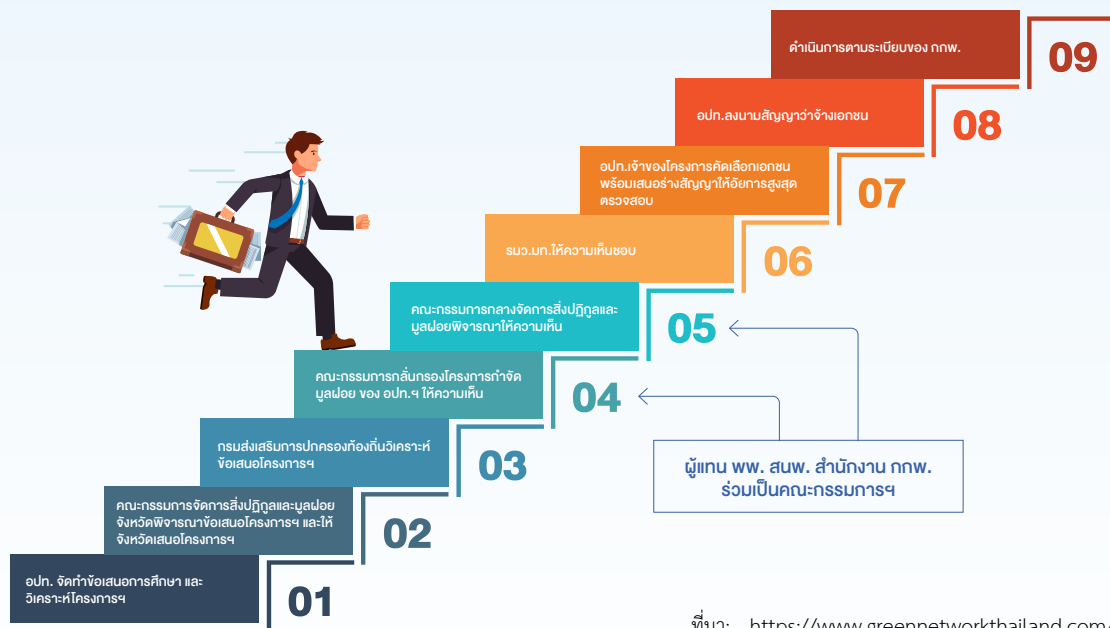 ดำเนินการตามระเบียบของ กกพ.
09
อปท.ลงนามสัญญาว่าจ้างเอกชน
08
อปท.เจ้าของโครงการคัดเลือกเอกชน
พร้อมเสนอร่างสัญญาให้อัยการสูงสุด
ตรวจสอบ
07
รมว.มท.ให้ความเห็นชอบ
06
คณะกรรมการกลางจัดการสิ่งปฏิกูลและ
มูลฝอยพิจารณาให้ความเห็น
05
คณะกรรมการกลั่นกรองโครงการกำจัด
มูลฝอย ของ อปท.ฯ ให้ความเห็น
04
กรมส่งเสริมการปกครองท้องถิ่นวิเคราะห์
ข้อเสนอโครงการฯ
03
ผู้แทน พพ. สนพ. สำนักงาน กกพ.
ร่วมเป็นคณะกรรมการฯ
คณะกรรมการจัดการสิ่งปฏิกูลและมูลฝอย
จังหวัดพิจารณาข้อเสนอโครงการฯ และให้
จังหวัดเสนอโครงการฯ
02
อปท. จัดทำข้อเสนอการศึกษา และ
วิเคราะห์โครงการฯ
01
ที่มา: https://www.greennetworkthailand.com/